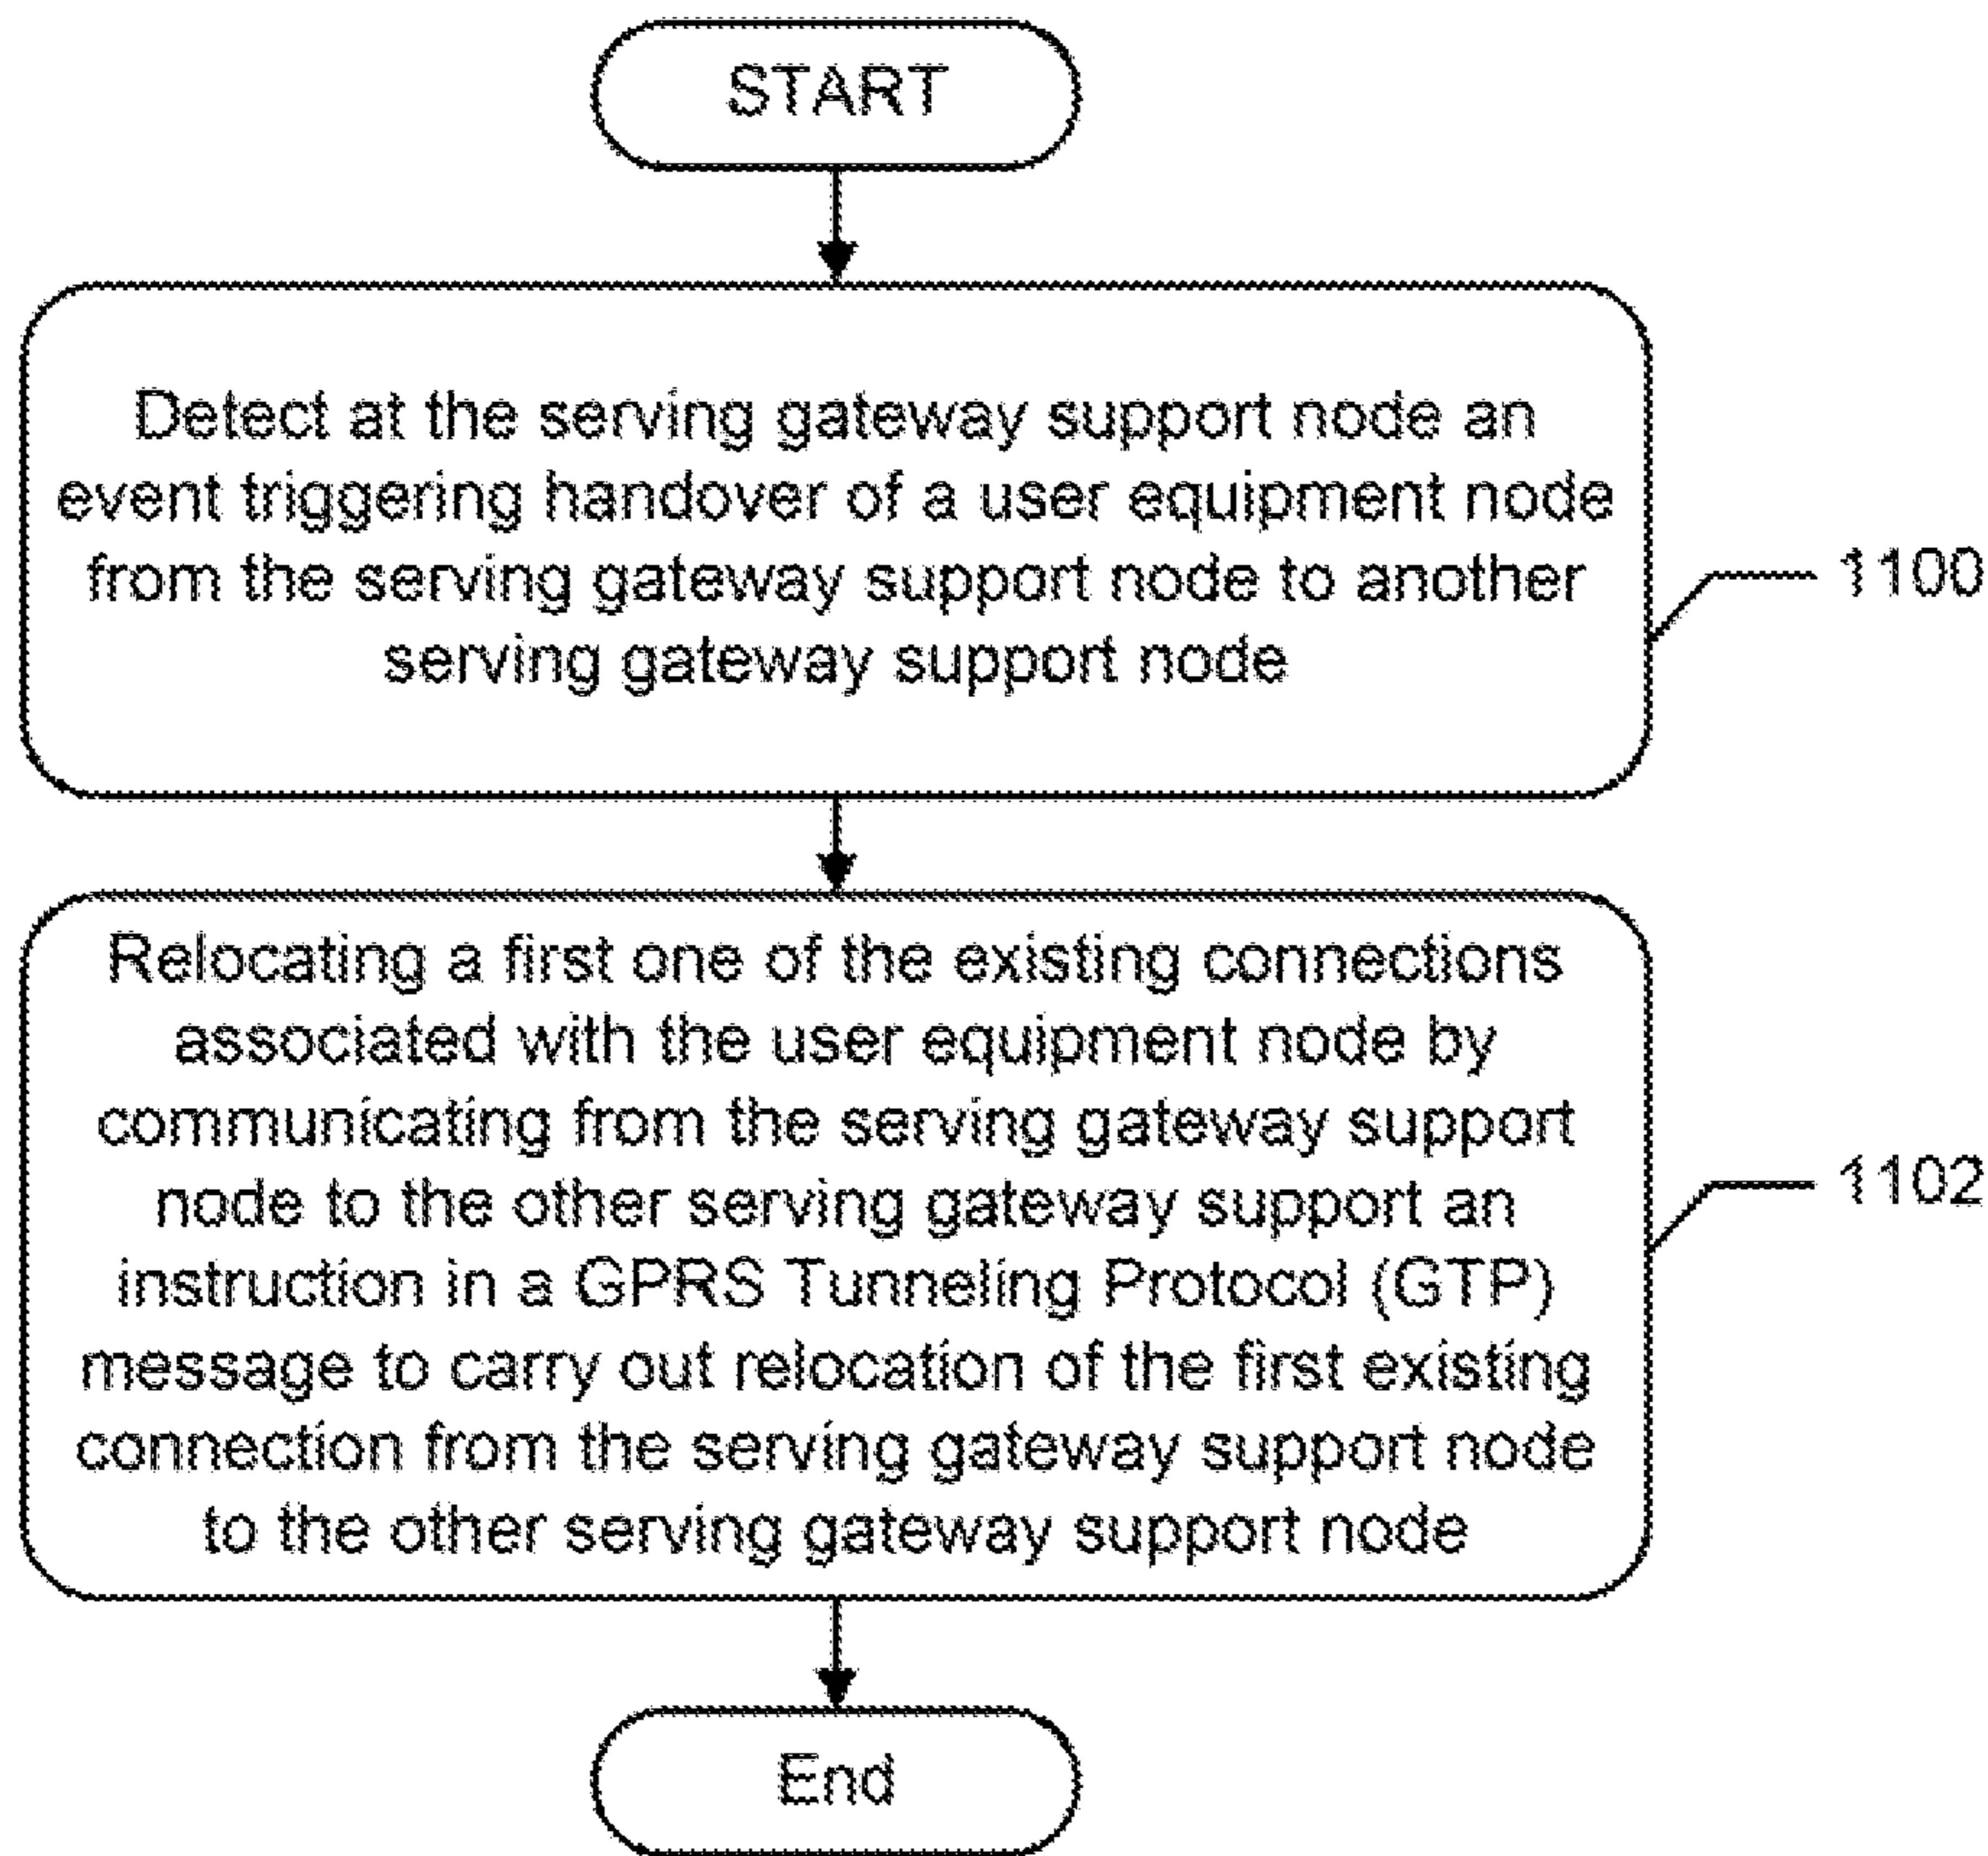 START
Detect at the serving gateway support node an
event triggering handover of a user equipment node
from the serving gateway support node to another
serving gateway support node
1100
Relocating a first one of the existing connections
associated with the user equipment node by
communicating from the serving gateway support
node to the other serving gateway support an
instruction in a GPRS Tunneling Protocol (GTP)
message to carry out relocation of the first existing
connection from the serving gateway support node
to the other serving gateway support node
1102
End